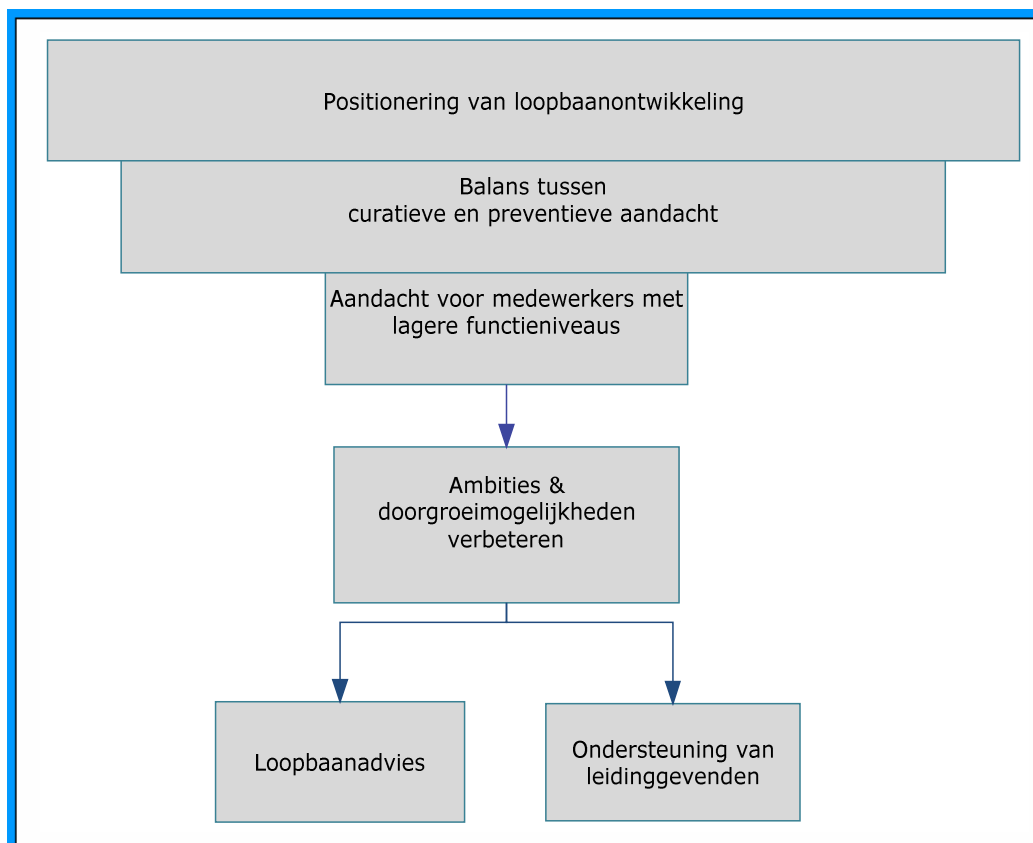 Positionering van loopbaanontwikkeling
Balans tussen
curatieve en preventieve aandacht
Aandacht voor medewerkers met
lagere functieniveaus
Ambities &
doorgroeimogelijkheden
verbeteren
Loopbaanadvies
Ondersteuning van
leidinggevenden